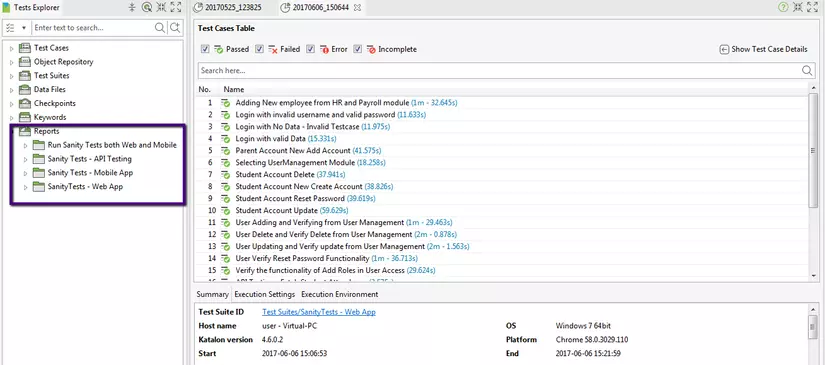 Tests Explorer
Enter text to search...
Test Cases
Object Repository
Test Suites
Data Files
Checkpoints
Keywords
Reports
Run Sanity Tests both Web and Mobile
Sanity Tests - API Testing
Sanity Tests - Mobile App
SanityTests - Web App
20170525_123825
20170606_150644
Test Cases Table
Passed Failed Error Incomplete Show Test Case Details
Search here...
No. Name
1 Adding New employee from HR and Payroll module (1m - 32.645s)
2 Login with invalid username and valid password (11.633s)
3 Login with No Data - Invalid Testcase (11.975s)
4 Login with valid Data (15.331s)
5 Parent Account New Add Account (41.575s)
6 Selecting UserManagement Module (18.258s)
7 Student Account Delete (37.941s)
8 Student Account New Create Account (38.826s)
9 Student Account Reset Password (39.619s)
10 Student Account Update (59.629s)
11 User Adding and Verifying from User Management (1m - 29.463s)
12 User Delete and Verify Delete from User Management (2m - 0.878s)
13 User Updating and Verify update from User Management (2m - 1.563s)
14 User Verify Reset Password Functionality (1m - 36.713s)
15 Verify the functionality of Add Roles in User Access (29.624s)
Summary Execution Settings Execution Environment
Test Suite ID Test Suites/SanityTests - Web App
Host name user - Virtual-PC OS Windows 7 64bit
Katalon version 4.6.0.2 Platform Chrome 58.0.3029.110
Start 2017-06-06 15:06:53 End 2017-06-06 15:21:59